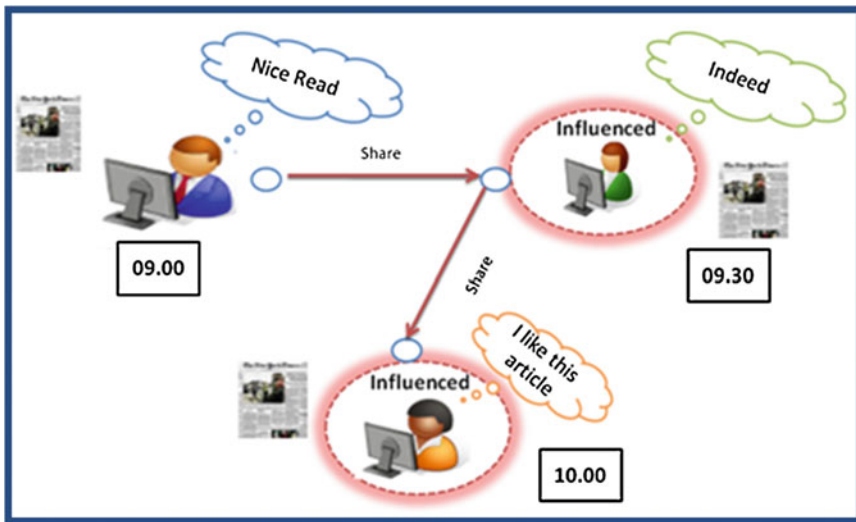 Nice Read
Indeed
Influenced
Share
09.00
09.30
Share
I like this
article
Influenced
10.00